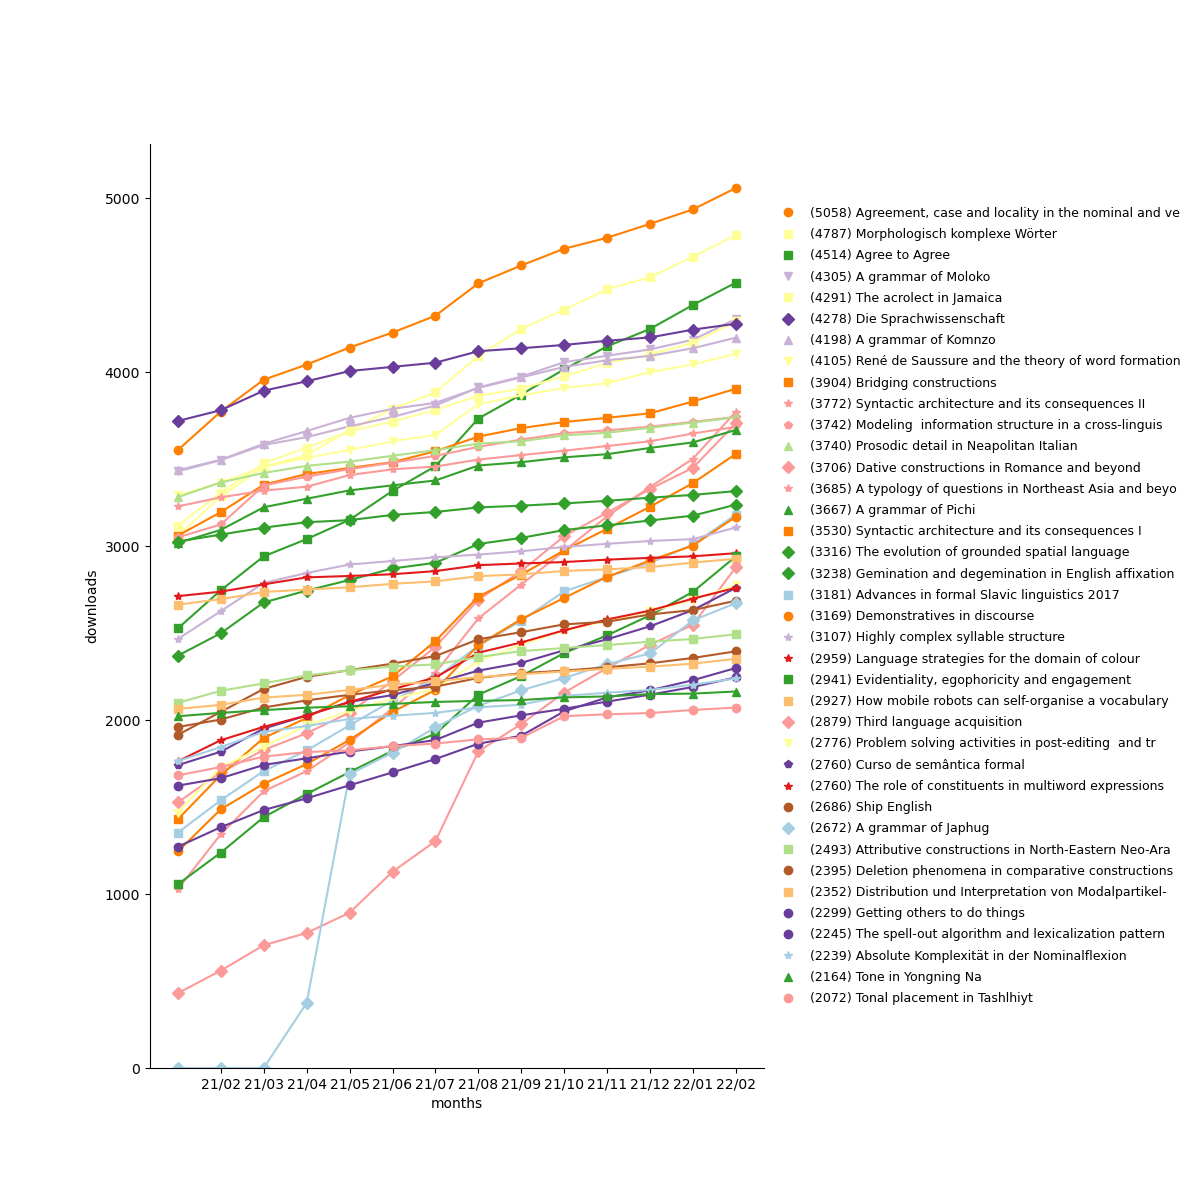 5000
4000
3000
2000
1000
0
downloads
21/02 21/03 21/04 21/05 21/06 21/07 21/08 21/09 21/10 21/11 21/12 22/01 22/02
months
(5058) Agreement, case and locality in the nominal and ve
(4787) Morphologisch komplexe Wörter
(4514) Agree to Agree
(4305) A grammar of Moloko
(4291) The acrolect in Jamaica
(4278) Die Sprachwissenschaft
(4198) A grammar of Komnzo
(4105) René de Saussure and the theory of word formation
(3904) Bridging constructions
(3772) Syntactic architecture and its consequences II
(3742) Modeling  information structure in a cross-linguis
(3740) Prosodic detail in Neapolitan Italian
(3706) Dative constructions in Romance and beyond
(3685) A typology of questions in Northeast Asia and beyo
(3667) A grammar of Pichi
(3530) Syntactic architecture and its consequences I
(3316) The evolution of grounded spatial language
(3238) Gemination and degemination in English affixation
(3181) Advances in formal Slavic linguistics 2017
(3169) Demonstratives in discourse
(3107) Highly complex syllable structure
(2959) Language strategies for the domain of colour
(2941) Evidentiality, egophoricity and engagement
(2927) How mobile robots can self-organise a vocabulary
(2879) Third language acquisition
(2776) Problem solving activities in post-editing  and tr
(2760) Curso de semântica formal
(2760) The role of constituents in multiword expressions
(2686) Ship English
(2672) A grammar of Japhug
(2493) Attributive constructions in North-Eastern Neo-Ara
(2395) Deletion phenomena in comparative constructions
(2352) Distribution und Interpretation von Modalpartikel-
(2299) Getting others to do things
(2245) The spell-out algorithm and lexicalization pattern
(2239) Absolute Komplexität in der Nominalflexion
(2164) Tone in Yongning Na
(2072) Tonal placement in Tashlhiyt